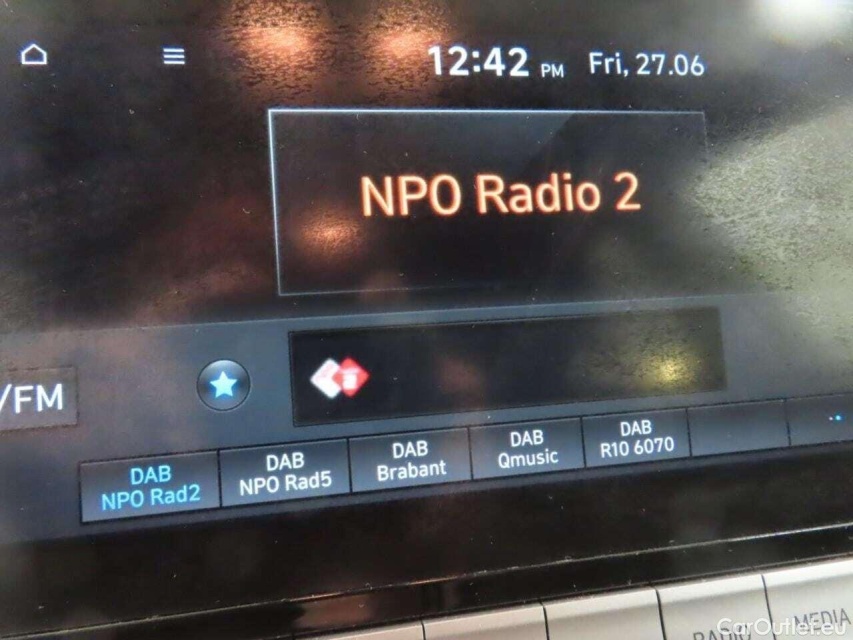 12:42 PM Fri, 27.06
NPO Radio 2
/FM
DAB
NPO Rad2
DAB
NPO Rad5
DAB
Brabant
DAB
Qmusic
DAB
R10 6070
RADIO
MEDIA
CarOutlet.eu